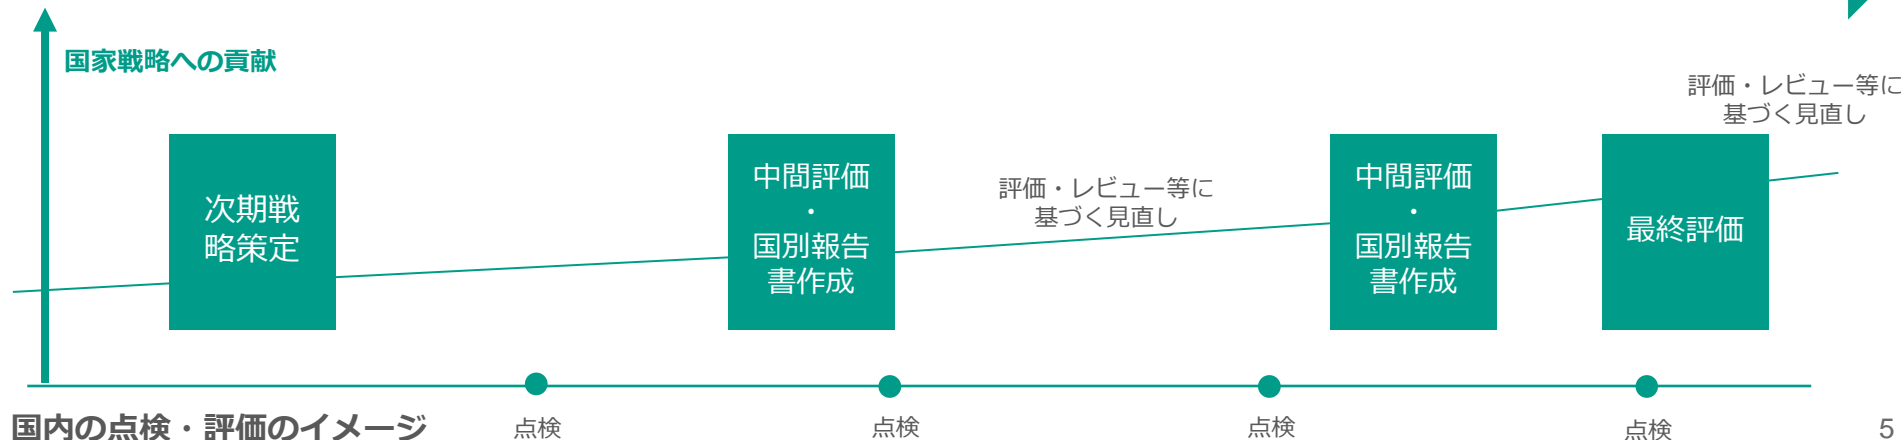 国家戦略への貢献
評価・レビュー等に
基づく見直し
次期戦
略策定
中間評価
・
国別報告
書作成
評価・レビュー等に
基づく見直し
中間評価
・
国別報告
書作成
最終評価
国内の点検・評価のイメージ
点検
点検
点検
点検
5